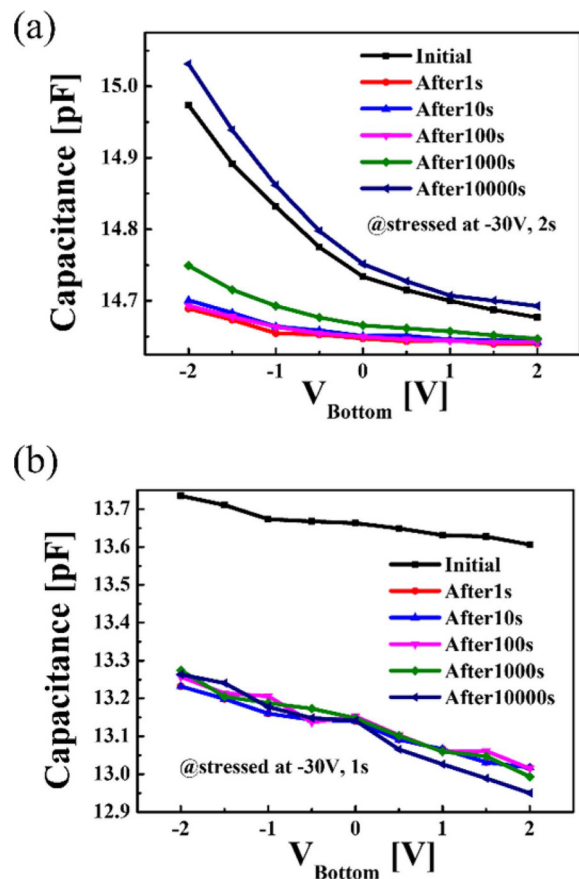 (a)
Capacitance [pF]
15.0
14.9
14.8
14.7
Initial
After1s
After10s
After100s
After1000s
After10000s
@stressed at -30V, 2s
-2 -1 0 1 2
V Bottom [V]
(b)
Capacitance [pF]
13.7
13.6
13.5
13.4
13.3
13.2
13.1
13.0
12.9
Initial
After1s
After10s
After100s
After1000s
After10000s
@stressed at -30V, 1s
-2 -1 0 1 2
V Bottom [V]